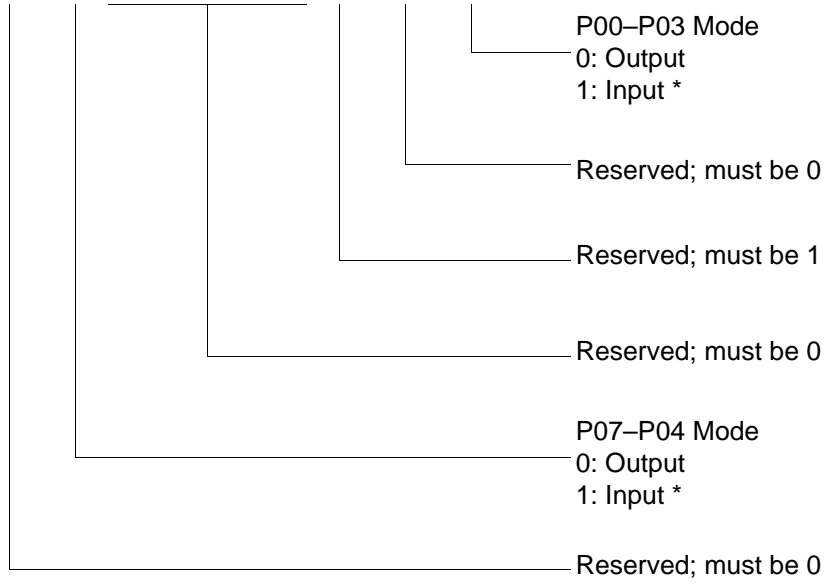 P00–P03 Mode
0: Output
1: Input *
Reserved; must be 0
Reserved; must be 1
Reserved; must be 0
P07–P04 Mode
0: Output
1: Input *
Reserved; must be 0